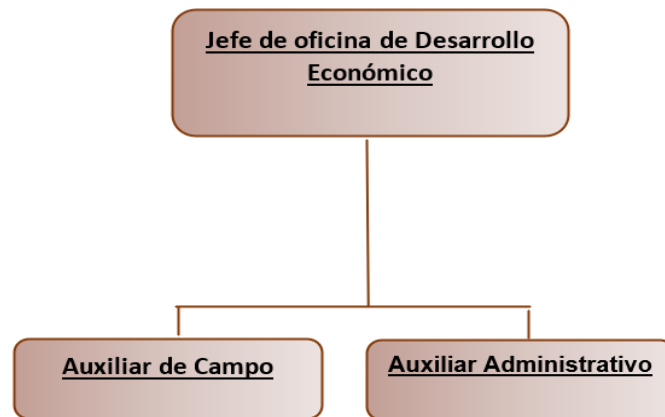 Jefe de oficina de Desarrollo
Económico
Auxiliar de Campo
Auxiliar Administrativo